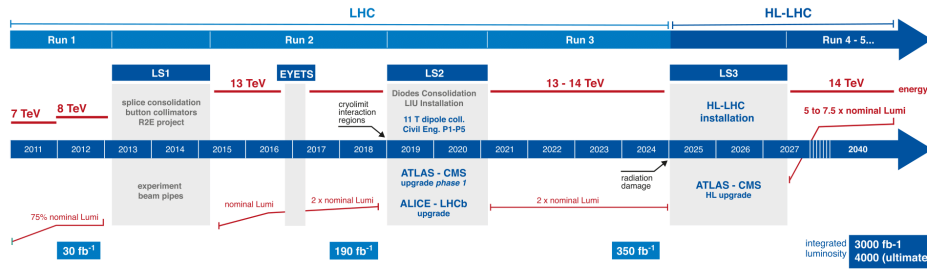 LHC HL-LHC
Run 1 Run 2 Run 3 Run 4 - 5...
LS1 EYETS LS2 LS3
13 TeV 13 - 14 TeV 14 TeV
energy
7 TeV 8 TeV
splice consolidation
button collimators
R2E project
cryolimit
interaction
regions
Diodes Consolidation
LIU Installation
11 T dipole coll.
Civil Eng. P1-P5
HL-LHC
installation
5 to 7.5 x nominal Lumi
2011 2012 2013 2014 2015 2016 2017 2018 2019 2020 2021 2022 2023 2024 2025 2026 2027 2040
experiment
beam pipes
ATLAS - CMS
upgrade phase 1
ALICE - LHCb
upgrade
radiation
damage
ATLAS - CMS
HL upgrade
75% nominal Lumi nominal Lumi 2 x nominal Lumi 2 x nominal Lumi
30 fb-1 190 fb-1 350 fb-1
integrated
luminosity
3000 fb-1
4000 (ultimate